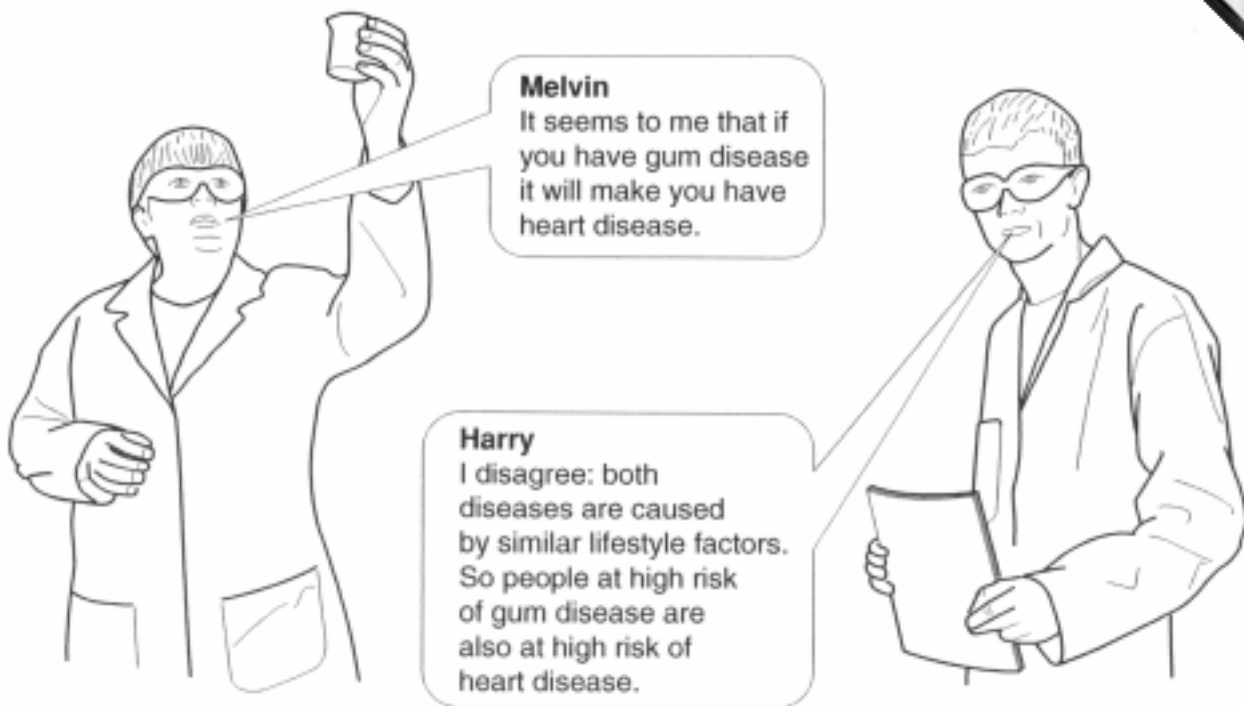 Melvin
It seems to me that if
you have gum disease
it will make you have
heart disease.
Harry
I disagree: both
diseases are caused
by similar lifestyle factors.
So people at high risk
of gum disease are
also at high risk of
heart disease.